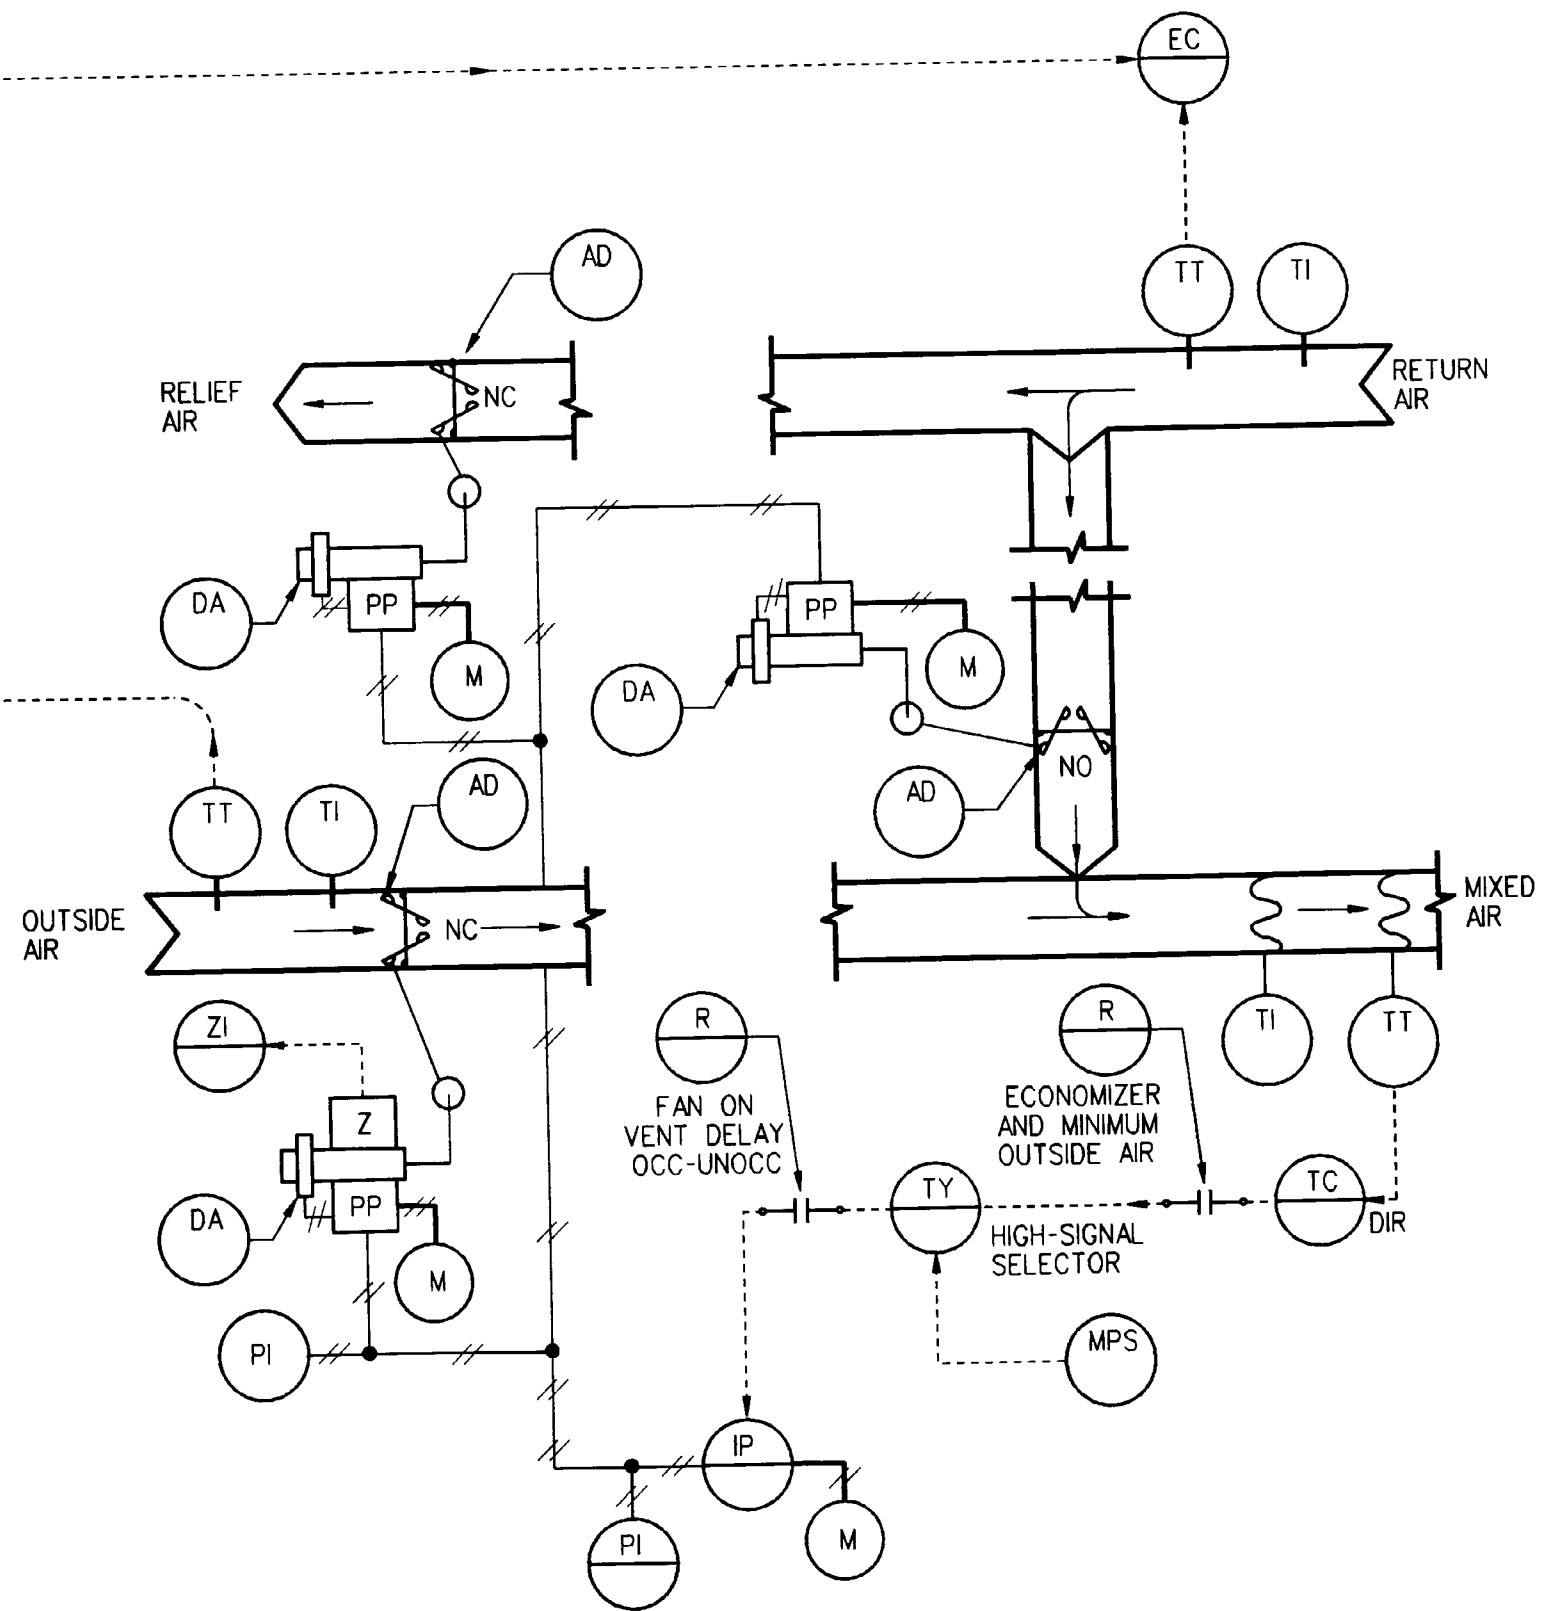 EC
AD
TT
TI
RELIEF
AIR
NC
RETURN
AIR
DA
PP
M
PP
M
DA
NO
AD
AD
TT
TI
OUTSIDE
AIR
NC
MIXED
AIR
ZI
R
R
TI
TT
FAN ON
VENT DELAY
OCC-UNOCC
ECONOMIZER
AND MINIMUM
OUTSIDE AIR
Z
PP
DA
M
TY
TC
DIR
HIGH-SIGNAL
SELECTOR
PI
MPS
IP
PI
M